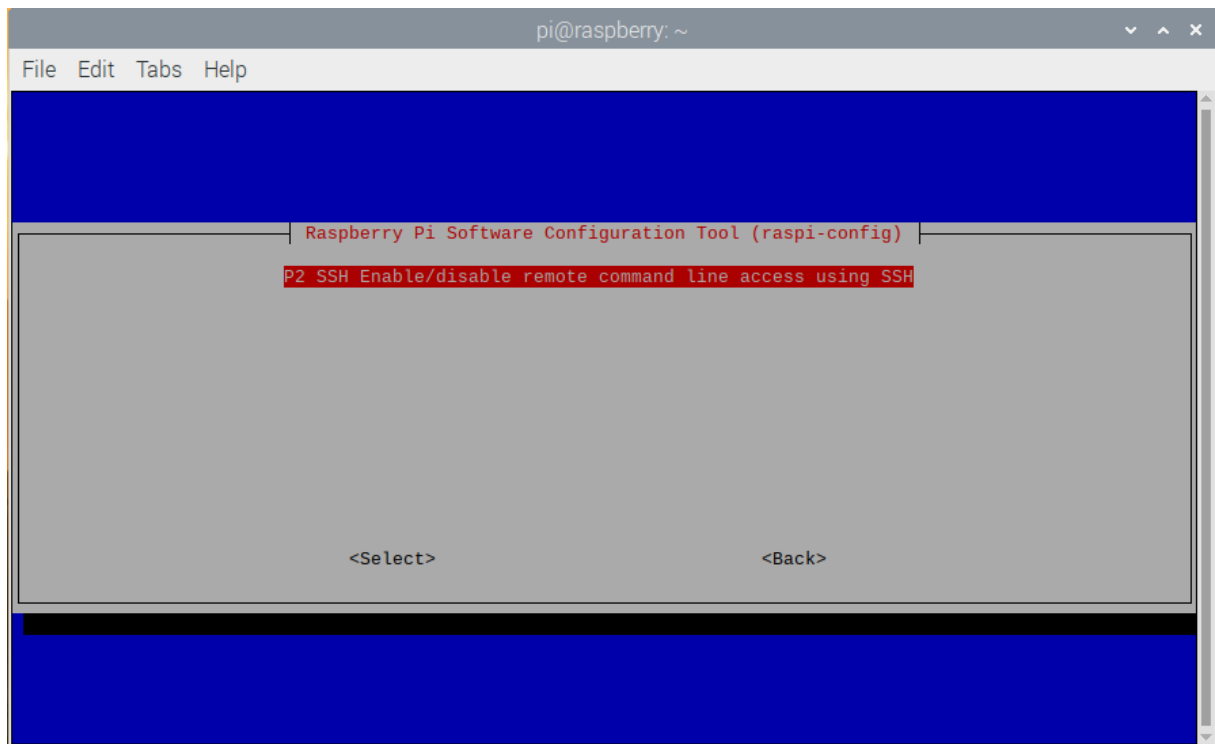 pi@raspberry: ~
File Edit Tabs Help
Raspberry Pi Software Configuration Tool (raspi-config)
P2 SSH Enable/disable remote command line access using SSH
<Select> <Back>